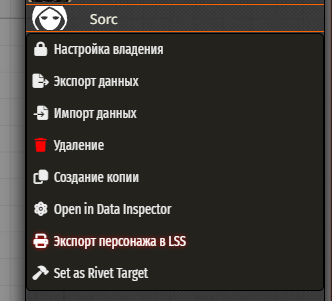 Sorc
Настройка владения
Экспорт данных
Импорт данных
Удаление
Создание копии
Open in Data Inspector
Экспорт персонажа в LSS
Set as Rivet Target